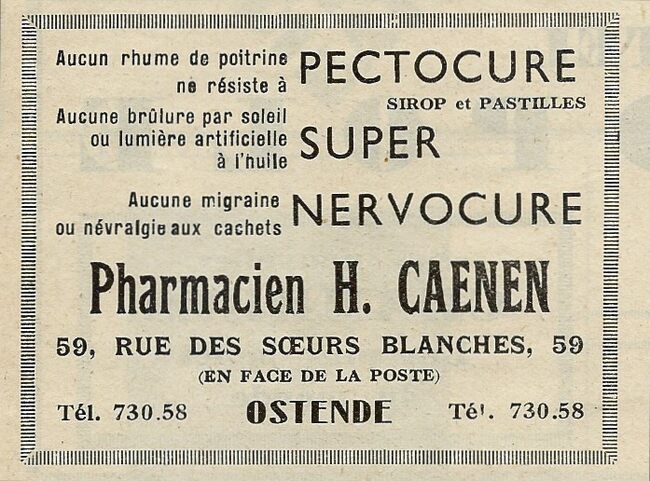 Aucun rhume de poitrine
ne résiste à PECTOCURE
SIROP et PASTILLES
Aucune brûlure par soleil
ou lumière artificielle
à l'huile SUPER
Aucune migraine
ou névralgie aux cachets NERVOCURE
Pharmacien H. CAENEN
59, RUE DES SŒURS BLANCHES, 59
(EN FACE DE LA POSTE)
Tél. 730.58 OSTENDE Tél. 730.58